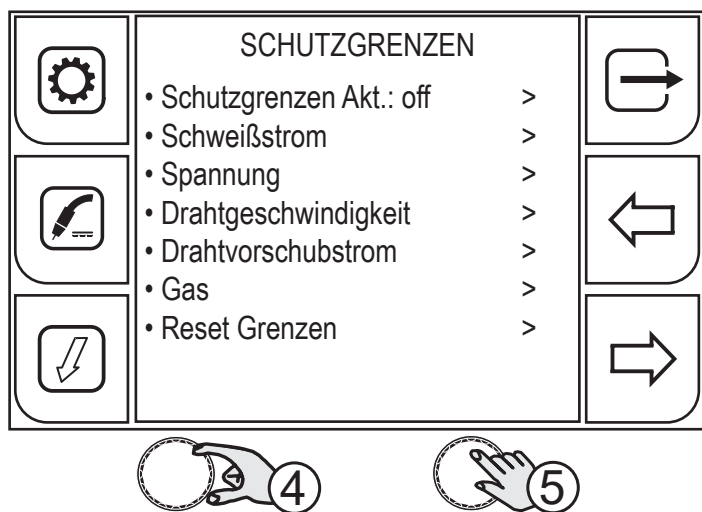 SCHUTZGRENZEN
• Schutzgrenzen Akt.: off >
• Schweißstrom >
• Spannung >
• Drahtgeschwindigkeit >
• Drahtvorschubstrom >
• Gas >
• Reset Grenzen >
4 5